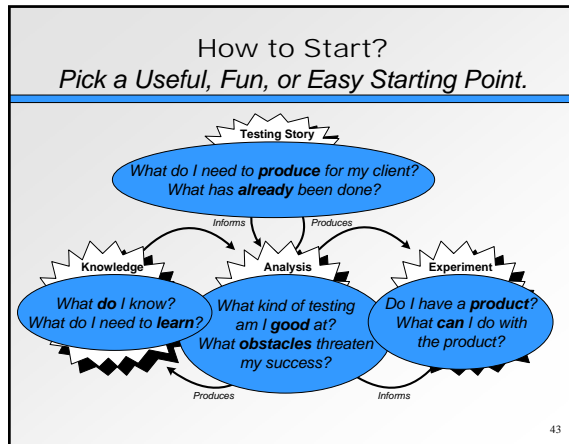 How to Start?
Pick a Useful, Fun, or Easy Starting Point.
Testing Story
What do I need to produce for my client?
What has already been done?
Informs
Produces
Knowledge
What do I know?
What do I need to learn?
Analysis
What kind of testing
am I good at?
What obstacles threaten
my success?
Experiment
Do I have a product?
What can I do with
the product?
Produces
Informs
43